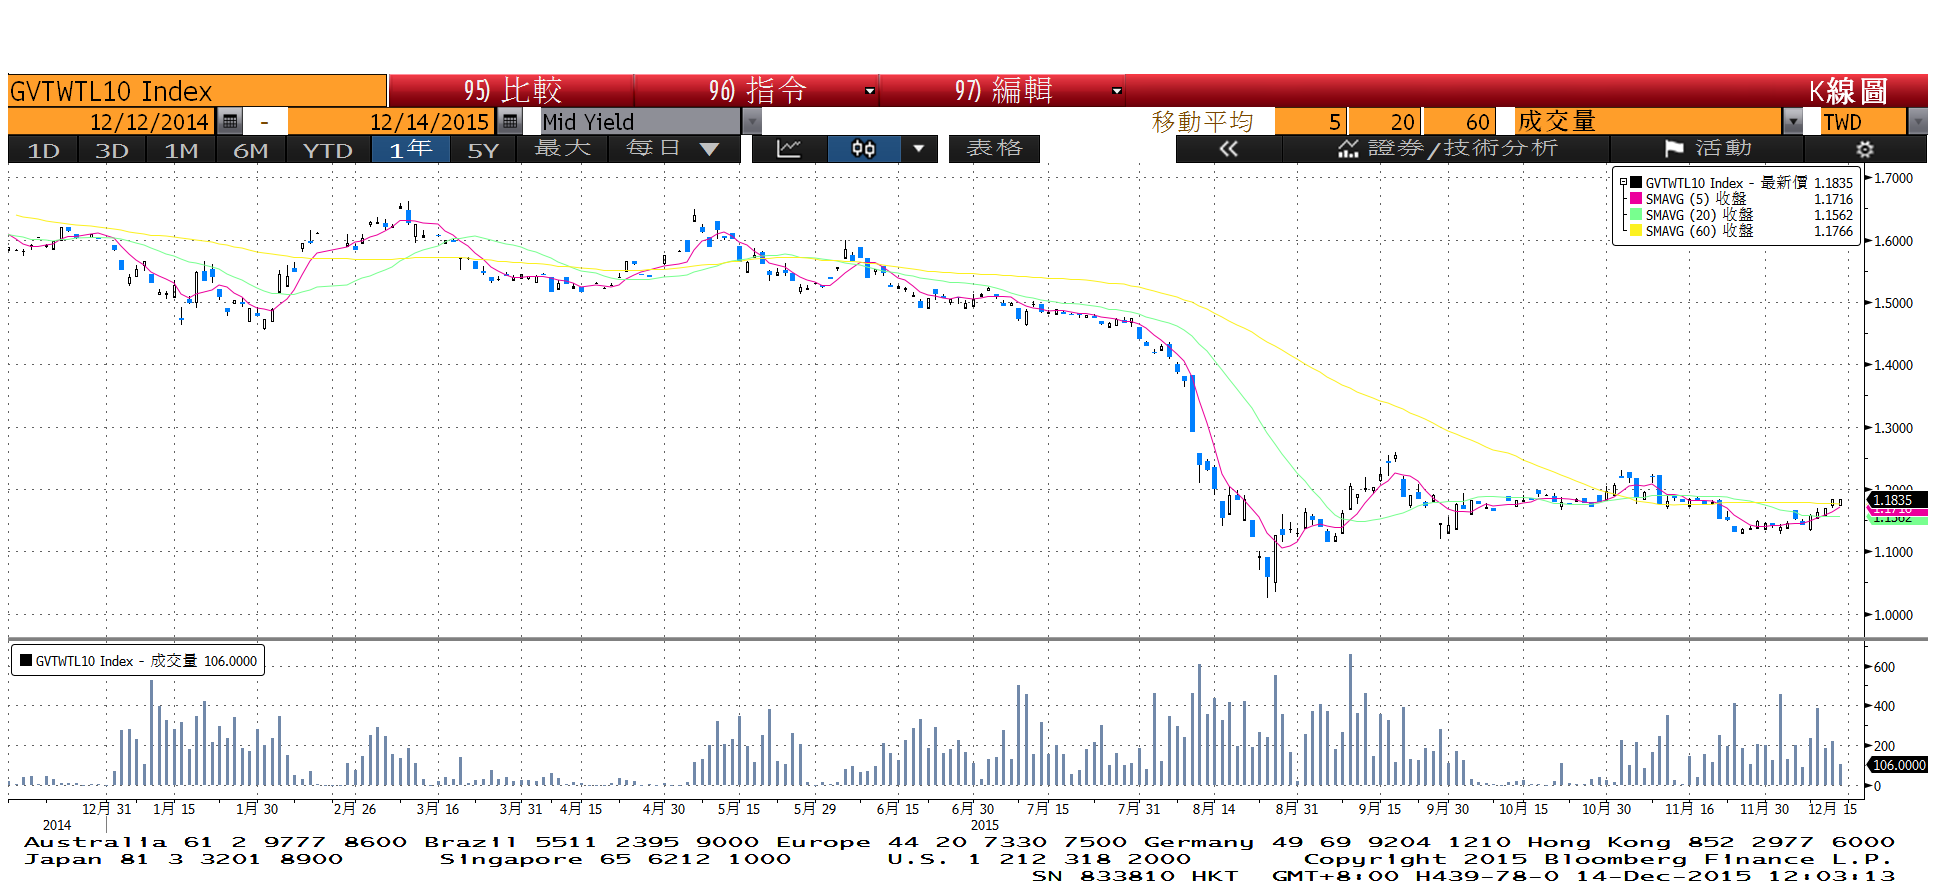 GVTWTL10 Index 95) 比較 96) 指令 97) 編輯 K線圖
12/12/2014 - 12/14/2015 Mid Yield 移動平均 5 20 60 成交量 TWD
1D 3D 1M 6M YTD 1年 5Y 最大 每日 表格 « 證券/技術分析 活動
GVTWTL10 Index - 最新價 1.1835
SMAVG (5) 收盤 1.1716
SMAVG (20) 收盤 1.1562
SMAVG (60) 收盤 1.1766
1.7000
1.6000
1.5000
1.4000
1.3000
1.2000
1.1835
1.1716
1.1562
1.1000
1.0000
GVTWTL10 Index - 成交量 106.0000
600
400
200
106.0000
0
12月 31 1月 15 1月 30 2月 26 3月 16 3月 31 4月 15 4月 30 5月 15 5月 29 6月 15 6月 30 7月 15 7月 31 8月 14 8月 31 9月 15 9月 30 10月 15 10月 30 11月 16 11月 30 12月 15
2014 2015
Australia 61 2 9777 8600 Brazil 5511 2395 9000 Europe 44 20 7330 7500 Germany 49 69 9204 1210 Hong Kong 852 2977 6000
Japan 81 3 3201 8900 Singapore 65 6212 1000 U.S. 1 212 318 2000 Copyright 2015 Bloomberg Finance L.P.
SN 833810 HKT GMT+8:00 H439-78-0 14-Dec-2015 12:03:13